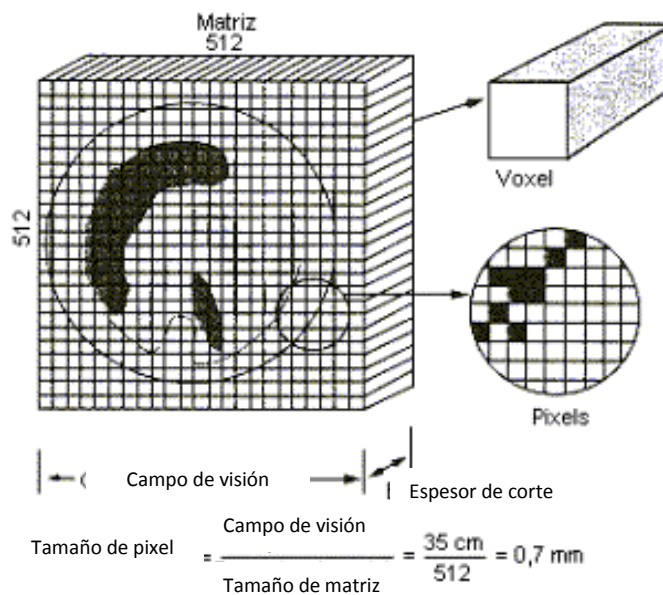 Matriz
512
512
Voxel
Pixels
Campo de visión
Espesor de corte
Tamaño de pixel = Campo de visión / Tamaño de matriz = 35 cm / 512 = 0,7 mm